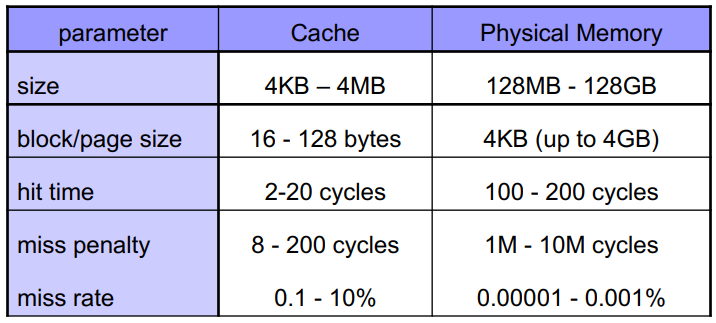 parameter Cache Physical Memory
size 4KB – 4MB 128MB - 128GB
block/page size 16 - 128 bytes 4KB (up to 4GB)
hit time 2-20 cycles 100 - 200 cycles
miss penalty 8 - 200 cycles 1M - 10M cycles
miss rate 0.1 - 10% 0.00001 - 0.001%